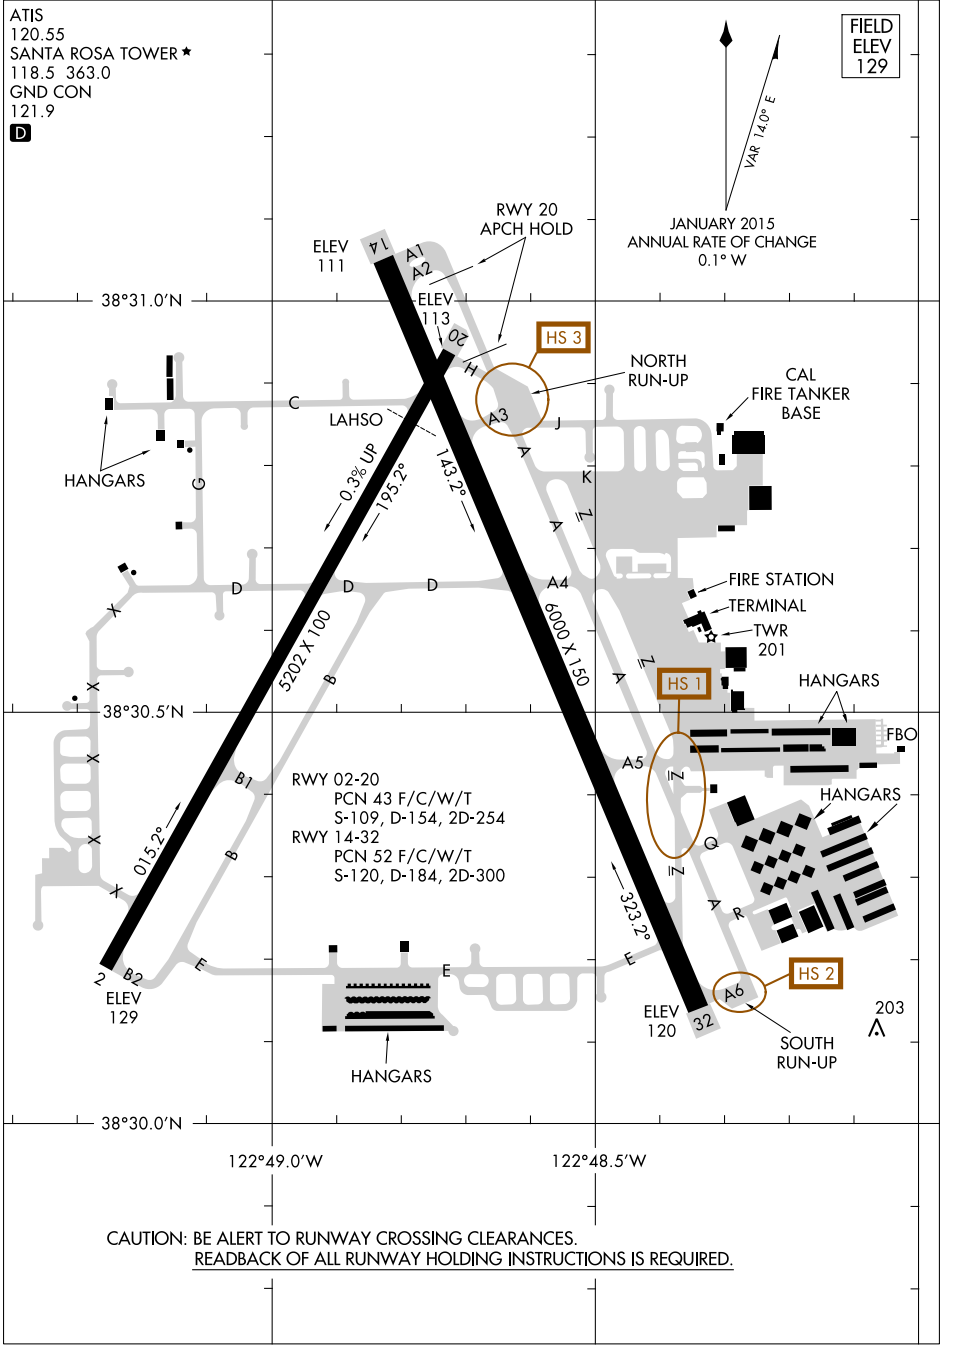 ATIS
120.55
SANTA ROSA TOWER ★
118.5 363.0
GND CON
121.9
D
FIELD
ELEV
129
VAR 14.0° E
JANUARY 2015
ANNUAL RATE OF CHANGE
0.1° W
RWY 20
APCH HOLD
ELEV
111
14
A1
A2
38°31.0'N
ELEV
113
20
HS 3
H
NORTH
RUN-UP
CAL
FIRE TANKER
BASE
C
LAHSO
A3
J
A
HANGARS
G
0.3% UP
195.2°
143.2°
K
N
A
X
D
D
D
A4
FIRE STATION
TERMINAL
TWR
201
5202 X 100
6000 X 150
B
A
N
X
HS 1
HANGARS
38°30.5'N
FBO
X
B1
A5
N
RWY 02-20
PCN 43 F/C/W/T
S-109, D-154, 2D-254
RWY 14-32
PCN 52 F/C/W/T
S-120, D-184, 2D-300
HANGARS
015.2°
X
B
Q
N
X
323.2°
A
R
2
B2
E
E
E
HS 2
A6
ELEV
129
ELEV
120
32
203
SOUTH
RUN-UP
HANGARS
38°30.0'N
122°49.0'W
122°48.5'W
CAUTION: BE ALERT TO RUNWAY CROSSING CLEARANCES.
READBACK OF ALL RUNWAY HOLDING INSTRUCTIONS IS REQUIRED.